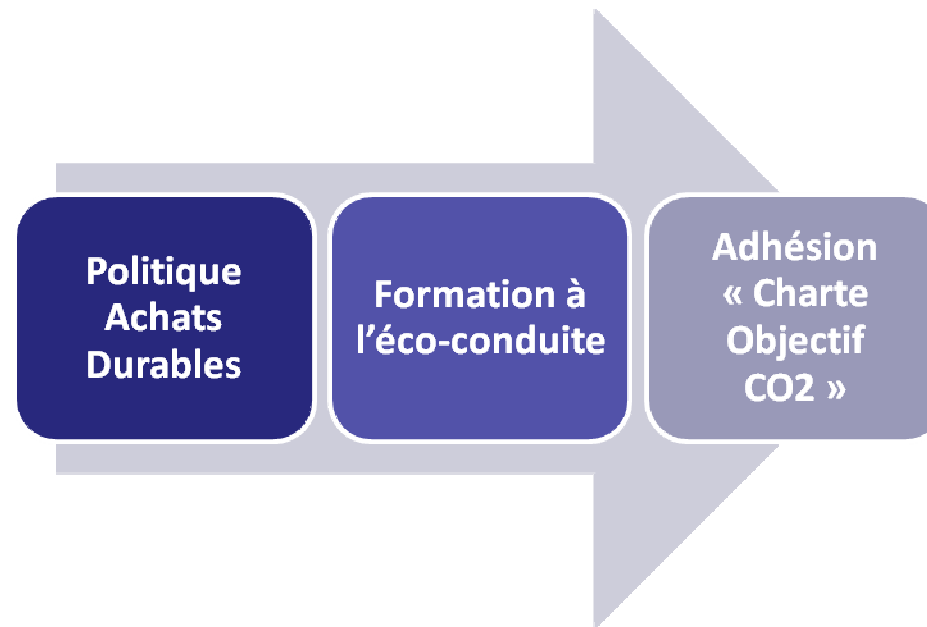 Politique
Achats
Durables
Formation à
l’éco-conduite
Adhésion
« Charte
Objectif
CO2 »